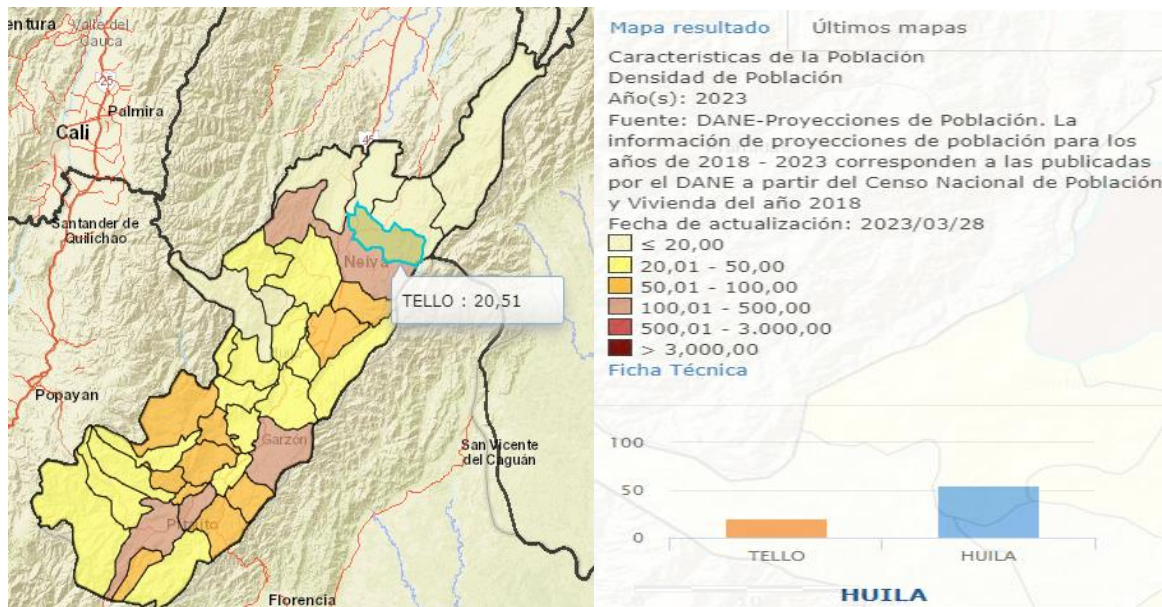 entura
Valle del
Cauca
25
Palmira
Cali
45
Santander de
Quilichao
Neiva
TELLO : 20,51
Popayan
Garzón
San Vicente
del Caguán
Pitalito
Florencia
Mapa resultado
Últimos mapas
Características de la Población
Densidad de Población
Año(s): 2023
Fuente: DANE-Proyecciones de Población. La
información de proyecciones de población para los
años de 2018 - 2023 corresponden a las publicadas
por el DANE a partir del Censo Nacional de Población
y Vivienda del año 2018
Fecha de actualización: 2023/03/28
≤ 20,00
20,01 - 50,00
50,01 - 100,00
100,01 - 500,00
500,01 - 3.000,00
> 3,000,00
Ficha Técnica
100
50
0
TELLO
HUILA
HUILA